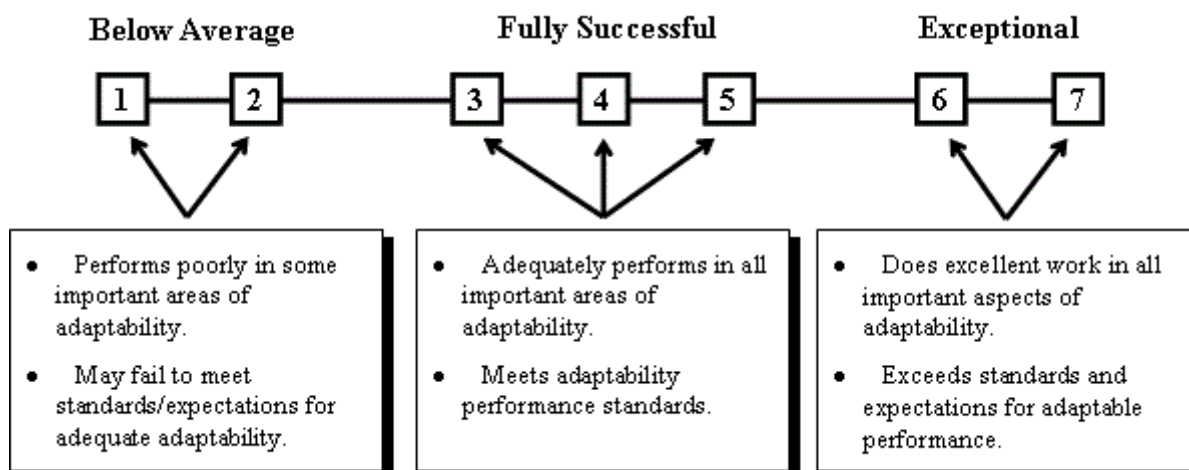 Below Average
Fully Successful
Exceptional
1 2 3 4 5 6 7
● Performs poorly in some
important areas of
adaptability.
● May fail to meet
standards/expectations for
adequate adaptability.
● Adequately performs in all
important areas of
adaptability.
● Meets adaptability
performance standards.
● Does excellent work in all
important aspects of
adaptability.
● Exceeds standards and
expectations for adaptable
performance.